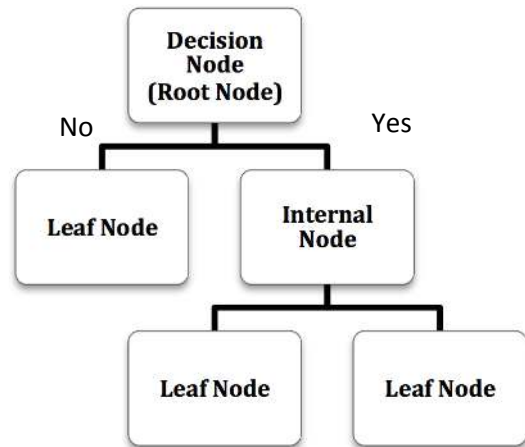 Decision
Node
(Root Node)
No
Yes
Leaf Node
Internal
Node
Leaf Node
Leaf Node